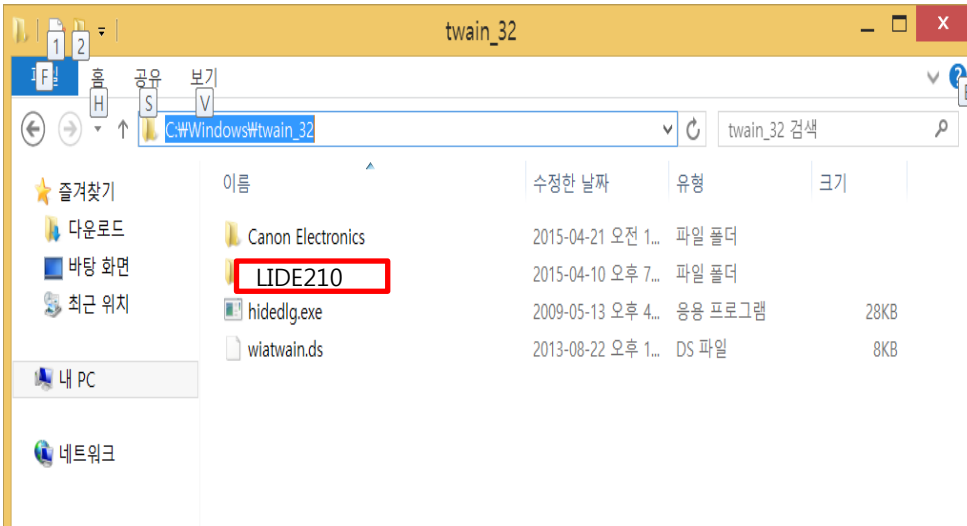 twain_32
1 2
파일 홈 공유 보기
F H S V
C:₩Windows₩twain_32
twain_32 검색
이름 수정한 날짜 유형 크기
즐겨찾기
다운로드
바탕 화면
최근 위치
내 PC
네트워크
Canon Electronics 2015-04-21 오전 1... 파일 폴더
LIDE210 2015-04-10 오후 7... 파일 폴더
hidedlg.exe 2009-05-13 오후 4... 응용 프로그램 28KB
wiatwain.ds 2013-08-22 오후 1... DS 파일 8KB